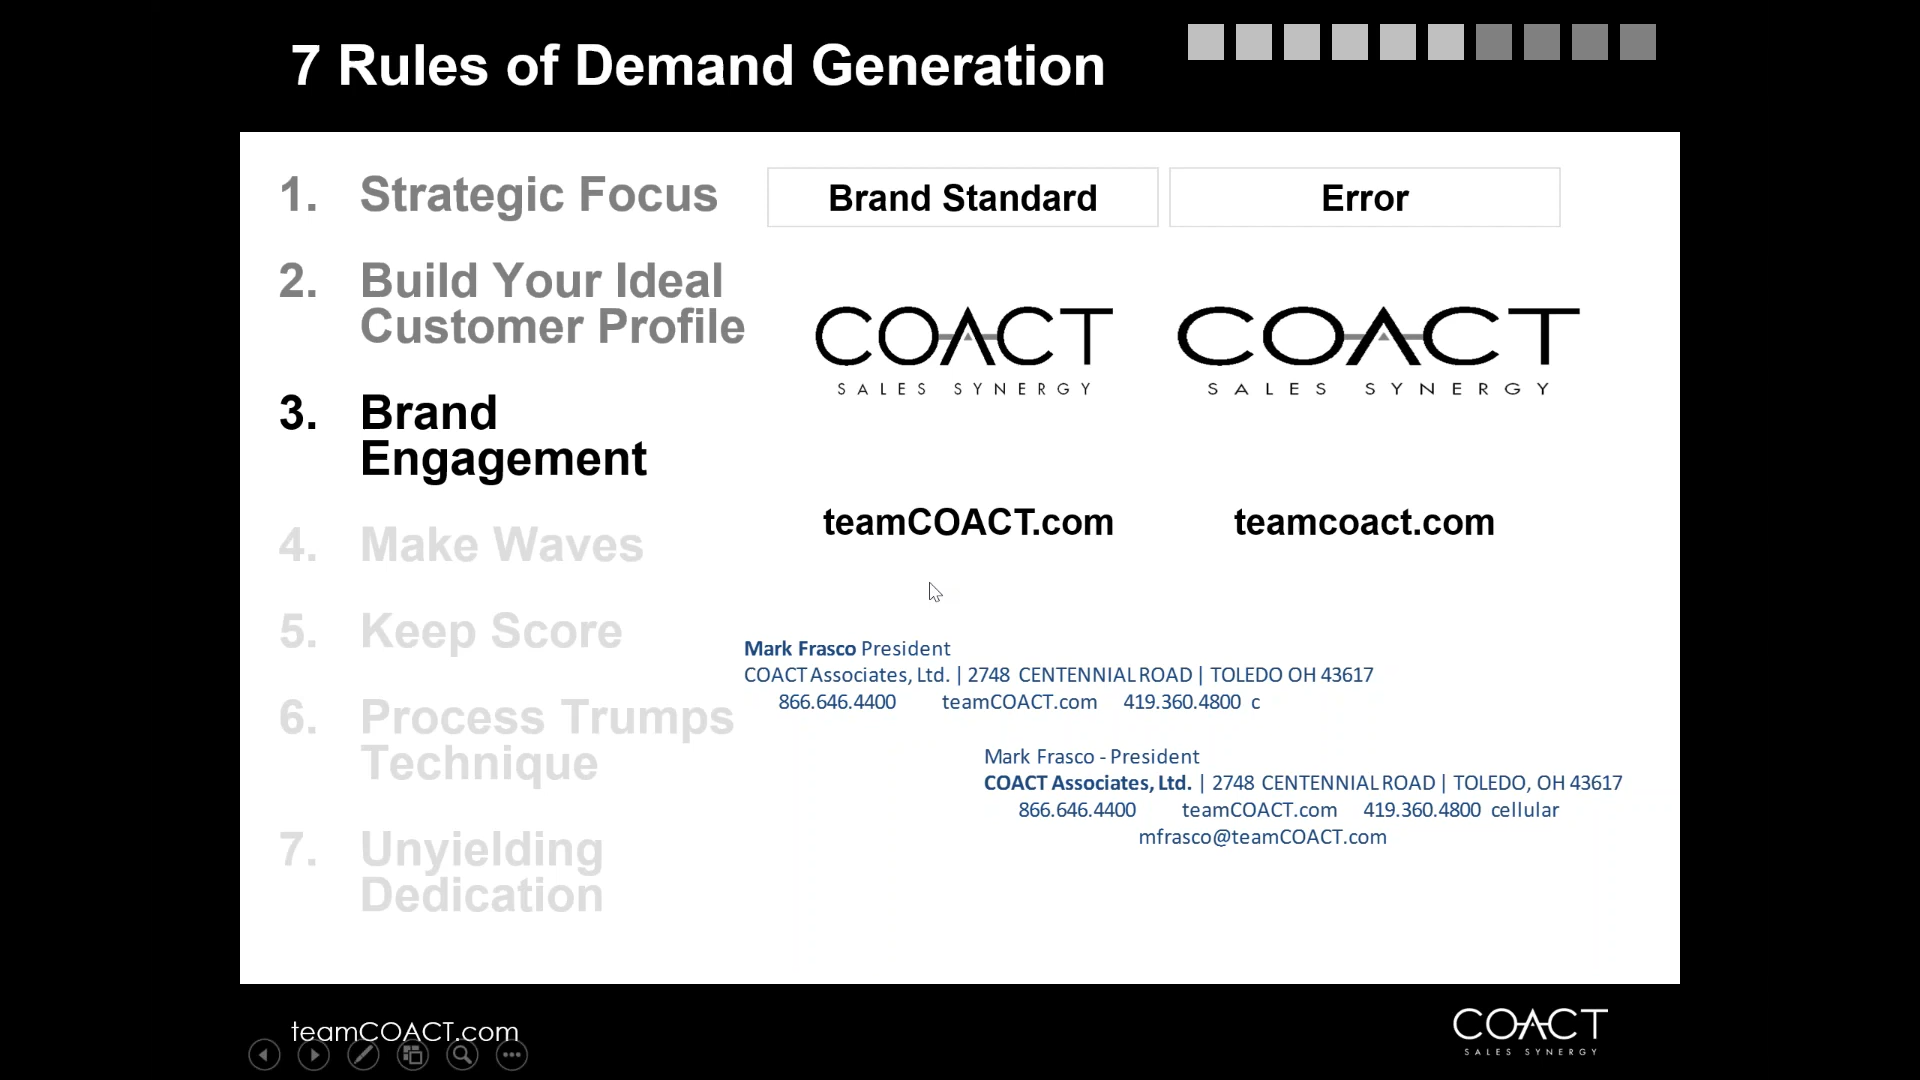 7 Rules of Demand Generation
1. Strategic Focus
2. Build Your Ideal
Customer Profile
3. Brand
Engagement
4. Make Waves
5. Keep Score
6. Process Trumps
Technique
7. Unyielding
Dedication
Brand Standard
Error
COACT
SALES SYNERGY
COACT
SALES SYNERGY
teamCOACT.com
teamcoact.com
Mark Frasco President
COACT Associates, Ltd. | 2748 CENTENNIAL ROAD | TOLEDO OH 43617
866.646.4400 teamCOACT.com 419.360.4800 c
Mark Frasco - President
COACT Associates, Ltd. | 2748 CENTENNIAL ROAD | TOLEDO, OH 43617
866.646.4400 teamCOACT.com 419.360.4800 cellular
mfrasco@teamCOACT.com
teamCOACT.com
COACT
SALES SYNERGY